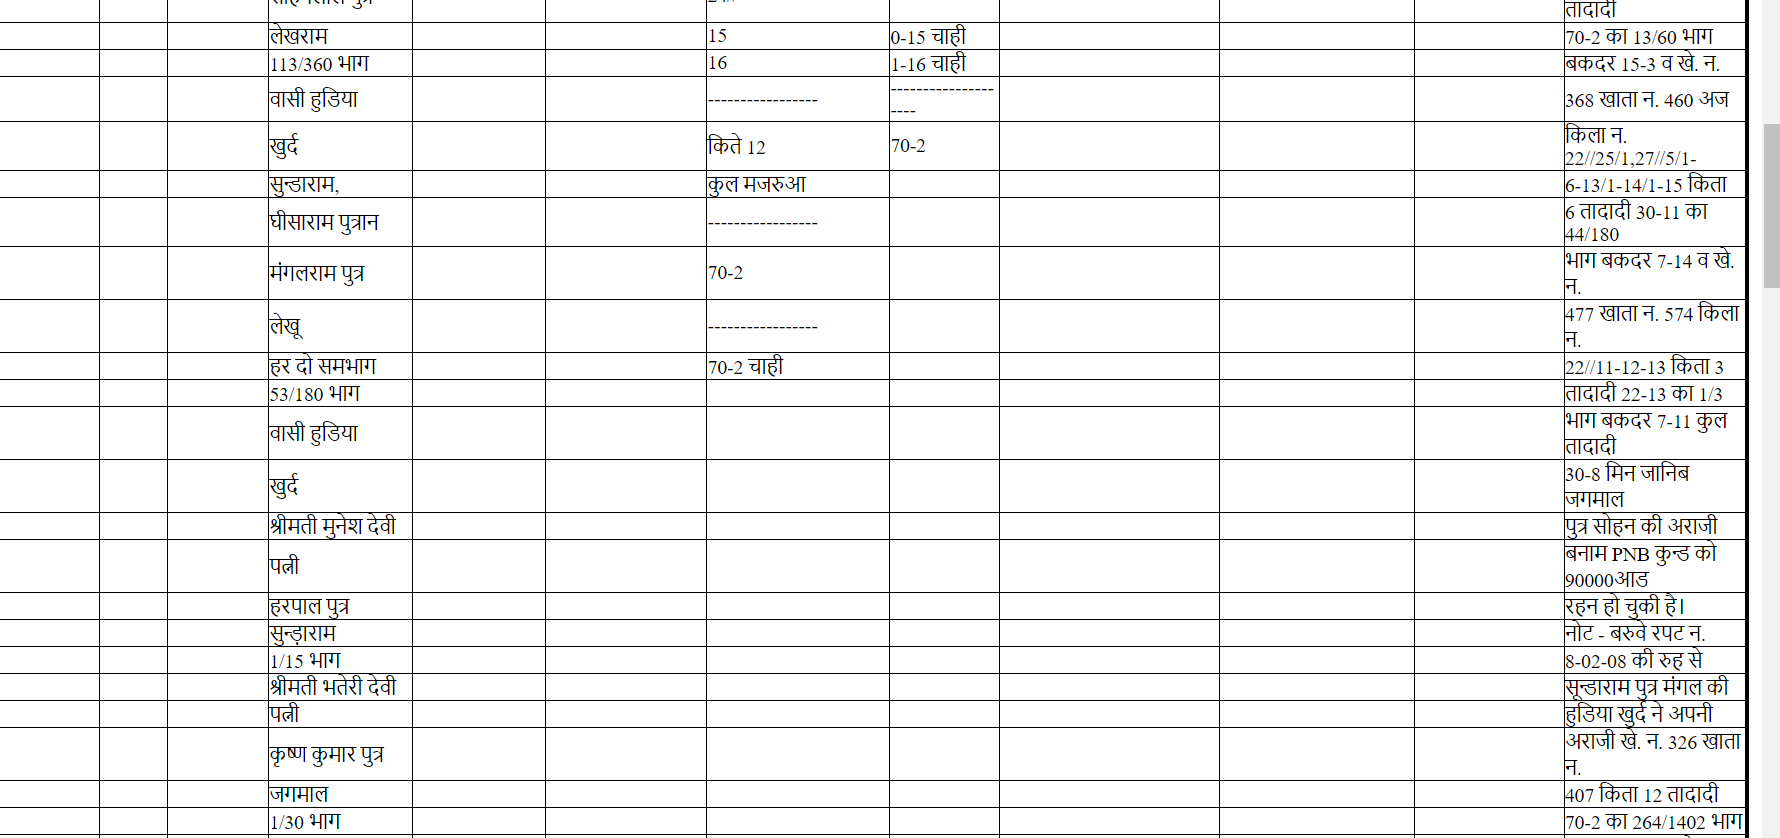 तादादी
लेखराम 15 0-15 चाही 70-2 का 13/60 भाग
113/360 भाग 16 1-16 चाही बकदर 15-3 व खे. न.
वासी हुडिया ----------------- ----------------- 368 खाता न. 460 अज
----
खुर्द किते 12 70-2 किला न.
22//25/1,27//5/1-
सुन्डाराम, कुल मजरुआ 6-13/1-14/1-15 किता
घीसाराम पुत्रान ----------------- 6 तादादी 30-11 का
44/180
मंगलराम पुत्र 70-2 भाग बकदर 7-14 व खे.
न.
लेखू ----------------- 477 खाता न. 574 किला
न.
हर दो समभाग 70-2 चाही 22//11-12-13 किता 3
53/180 भाग तादादी 22-13 का 1/3
वासी हुडिया भाग बकदर 7-11 कुल
तादादी
खुर्द 30-8 मिन जानिब
जगमाल
श्रीमती मुनेश देवी पुत्र सोहन की अराजी
पत्नी बनाम PNB कुन्ड को
90000आड
हरपाल पुत्र रहन हो चुकी है।
सुन्ड़ाराम नोट - बरुवे रपट न.
1/15 भाग 8-02-08 की रुह से
श्रीमती भतेरी देवी सून्डाराम पुत्र मंगल की
पत्नी हुडिया खुर्द ने अपनी
कृष्ण कुमार पुत्र अराजी खे. न. 326 खाता
न.
जगमाल 407 किता 12 तादादी
1/30 भाग 70-2 का 264/1402 भाग